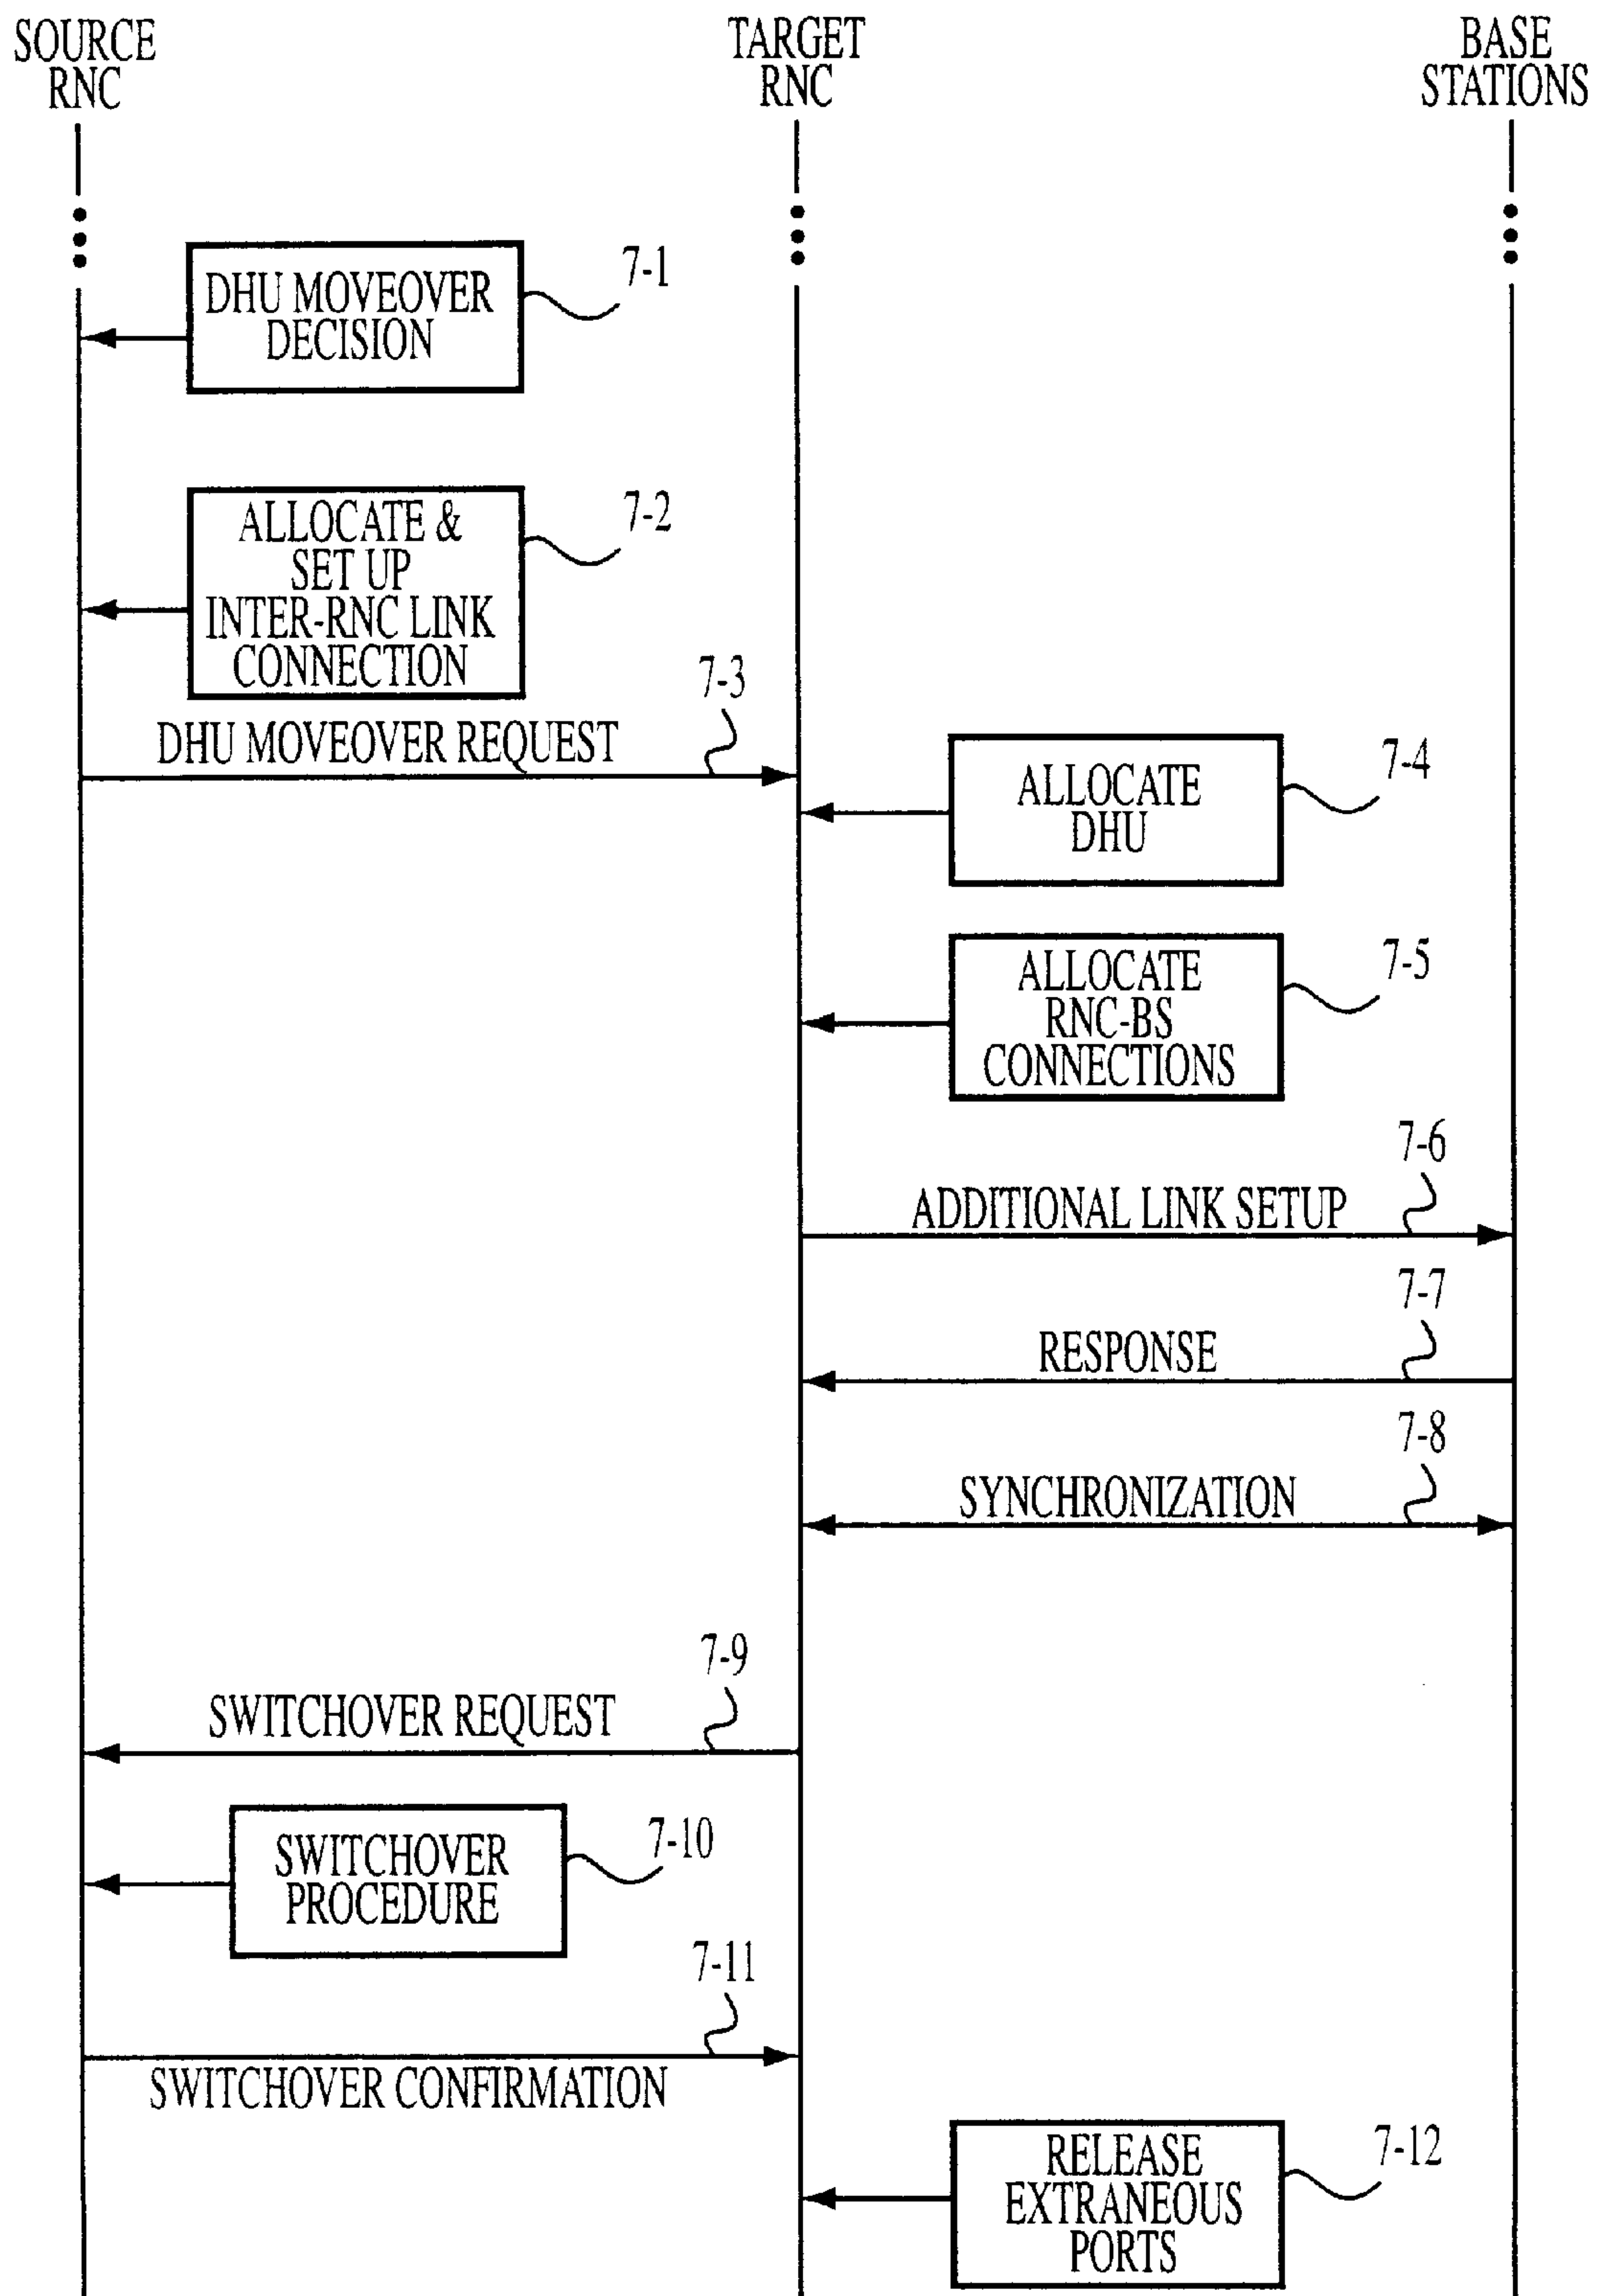 SOURCE
RNC
TARGET
RNC
BASE
STATIONS
7-1
DHU MOVEOVER
DECISION
7-2
ALLOCATE &
SET UP
INTER-RNC LINK
CONNECTION
7-3
DHU MOVEOVER REQUEST
7-4
ALLOCATE
DHU
7-5
ALLOCATE
RNC-BS
CONNECTIONS
7-6
ADDITIONAL LINK SETUP
7-7
RESPONSE
7-8
SYNCHRONIZATION
7-9
SWITCHOVER REQUEST
7-10
SWITCHOVER
PROCEDURE
7-11
SWITCHOVER CONFIRMATION
7-12
RELEASE
EXTRANEOUS
PORTS